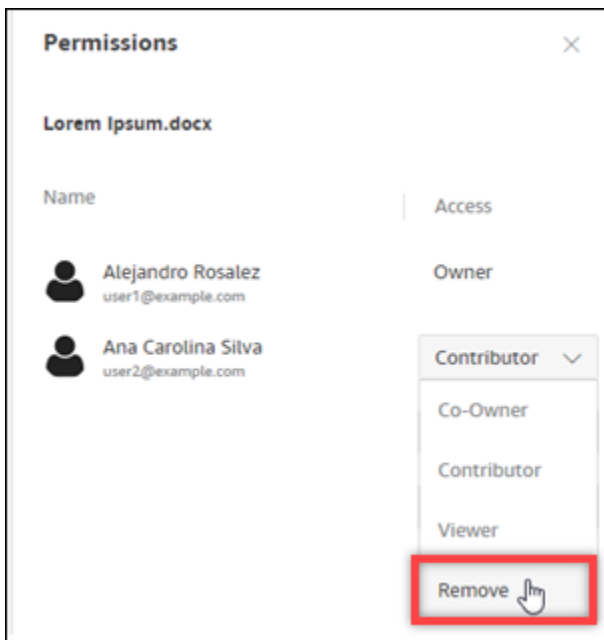 Permissions
Lorem Ipsum.docx
Name
Access
Alejandro Rosalez
Owner
user1@example.com
Ana Carolina Silva
Contributor
user2@example.com
Co-Owner
Contributor
Viewer
Remove